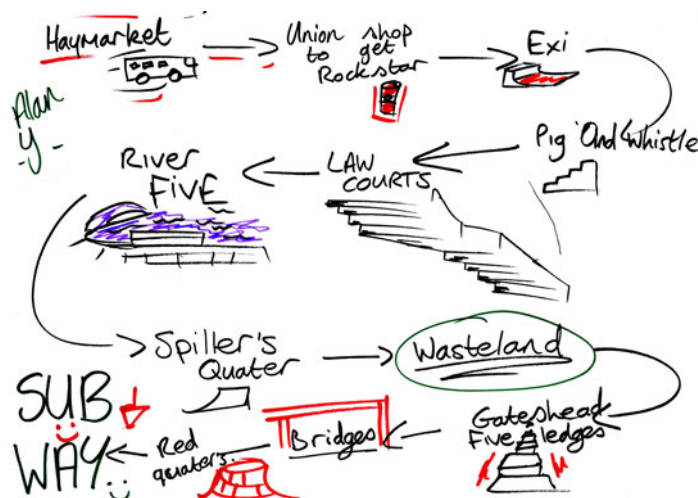 Haymarket
Union shop
to get
Rockstar
Exi
Alan
Y
Pig And Whistle
LAW
COURTS
River
FIVE
Spiller's
Quater
Wasteland
Gateshead
Five ledges
Bridges
Red
quaters.
SUB
WAY